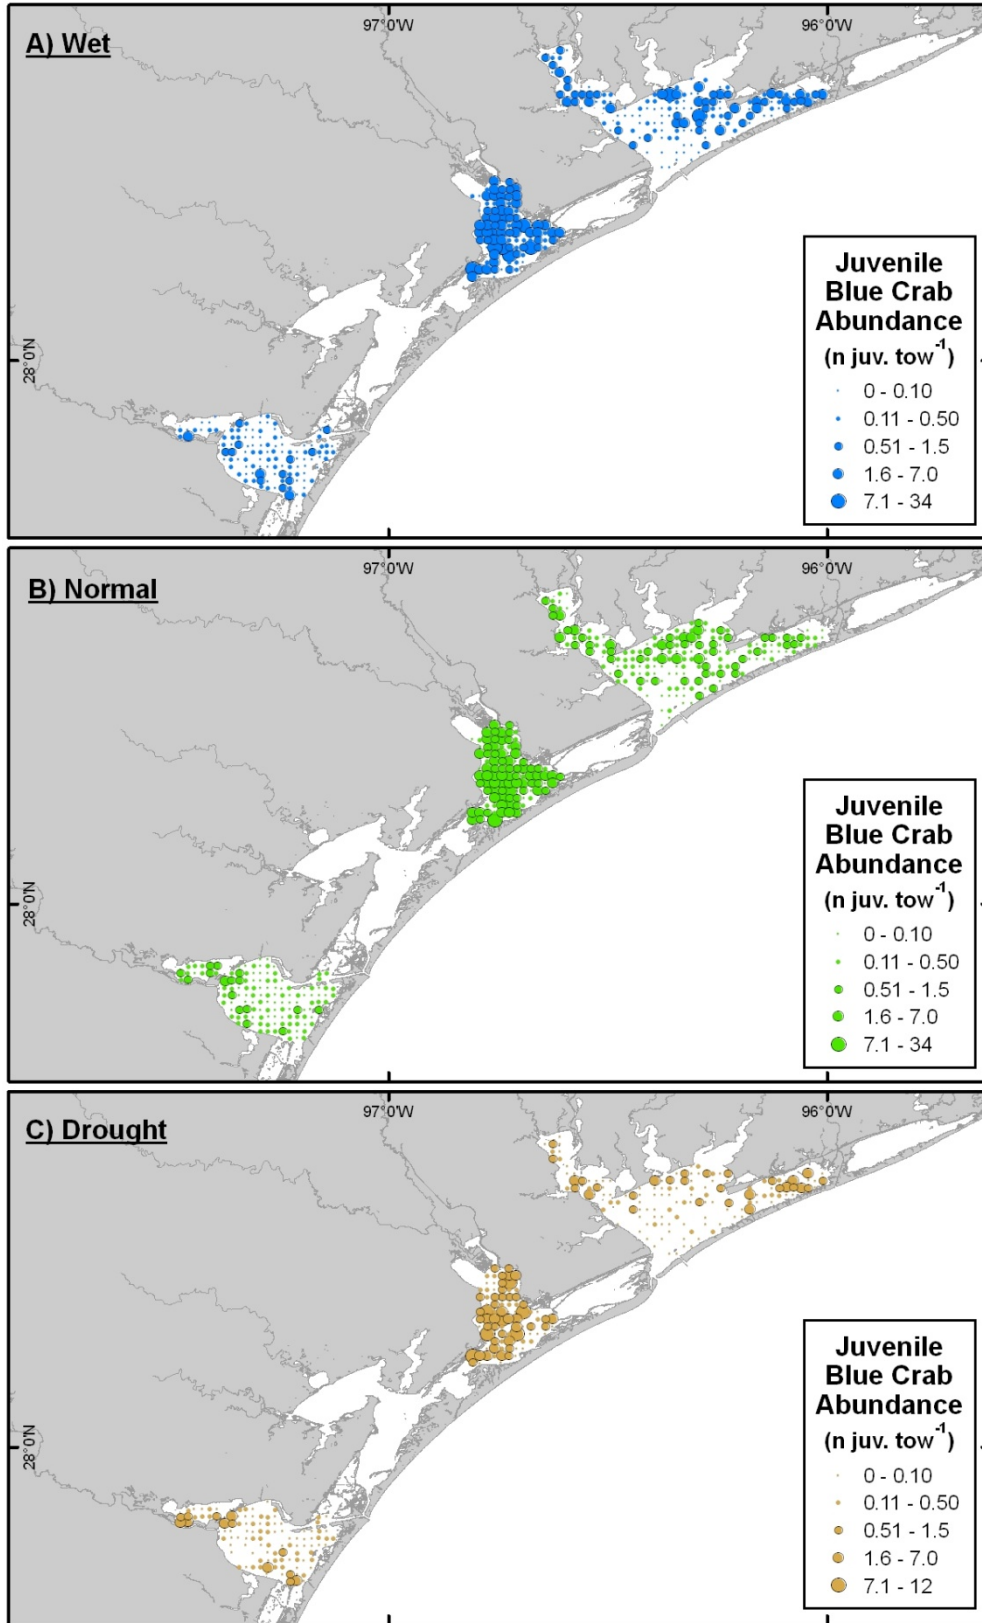 97°0'W
96°0'W
A) Wet
28°0'N
Juvenile
Blue Crab
Abundance
(n juv. tow⁻¹)
0 - 0.10
0.11 - 0.50
0.51 - 1.5
1.6 - 7.0
7.1 - 34
97°0'W
96°0'W
B) Normal
28°0'N
Juvenile
Blue Crab
Abundance
(n juv. tow⁻¹)
0 - 0.10
0.11 - 0.50
0.51 - 1.5
1.6 - 7.0
7.1 - 34
97°0'W
96°0'W
C) Drought
28°0'N
Juvenile
Blue Crab
Abundance
(n juv. tow⁻¹)
0 - 0.10
0.11 - 0.50
0.51 - 1.5
1.6 - 7.0
7.1 - 12